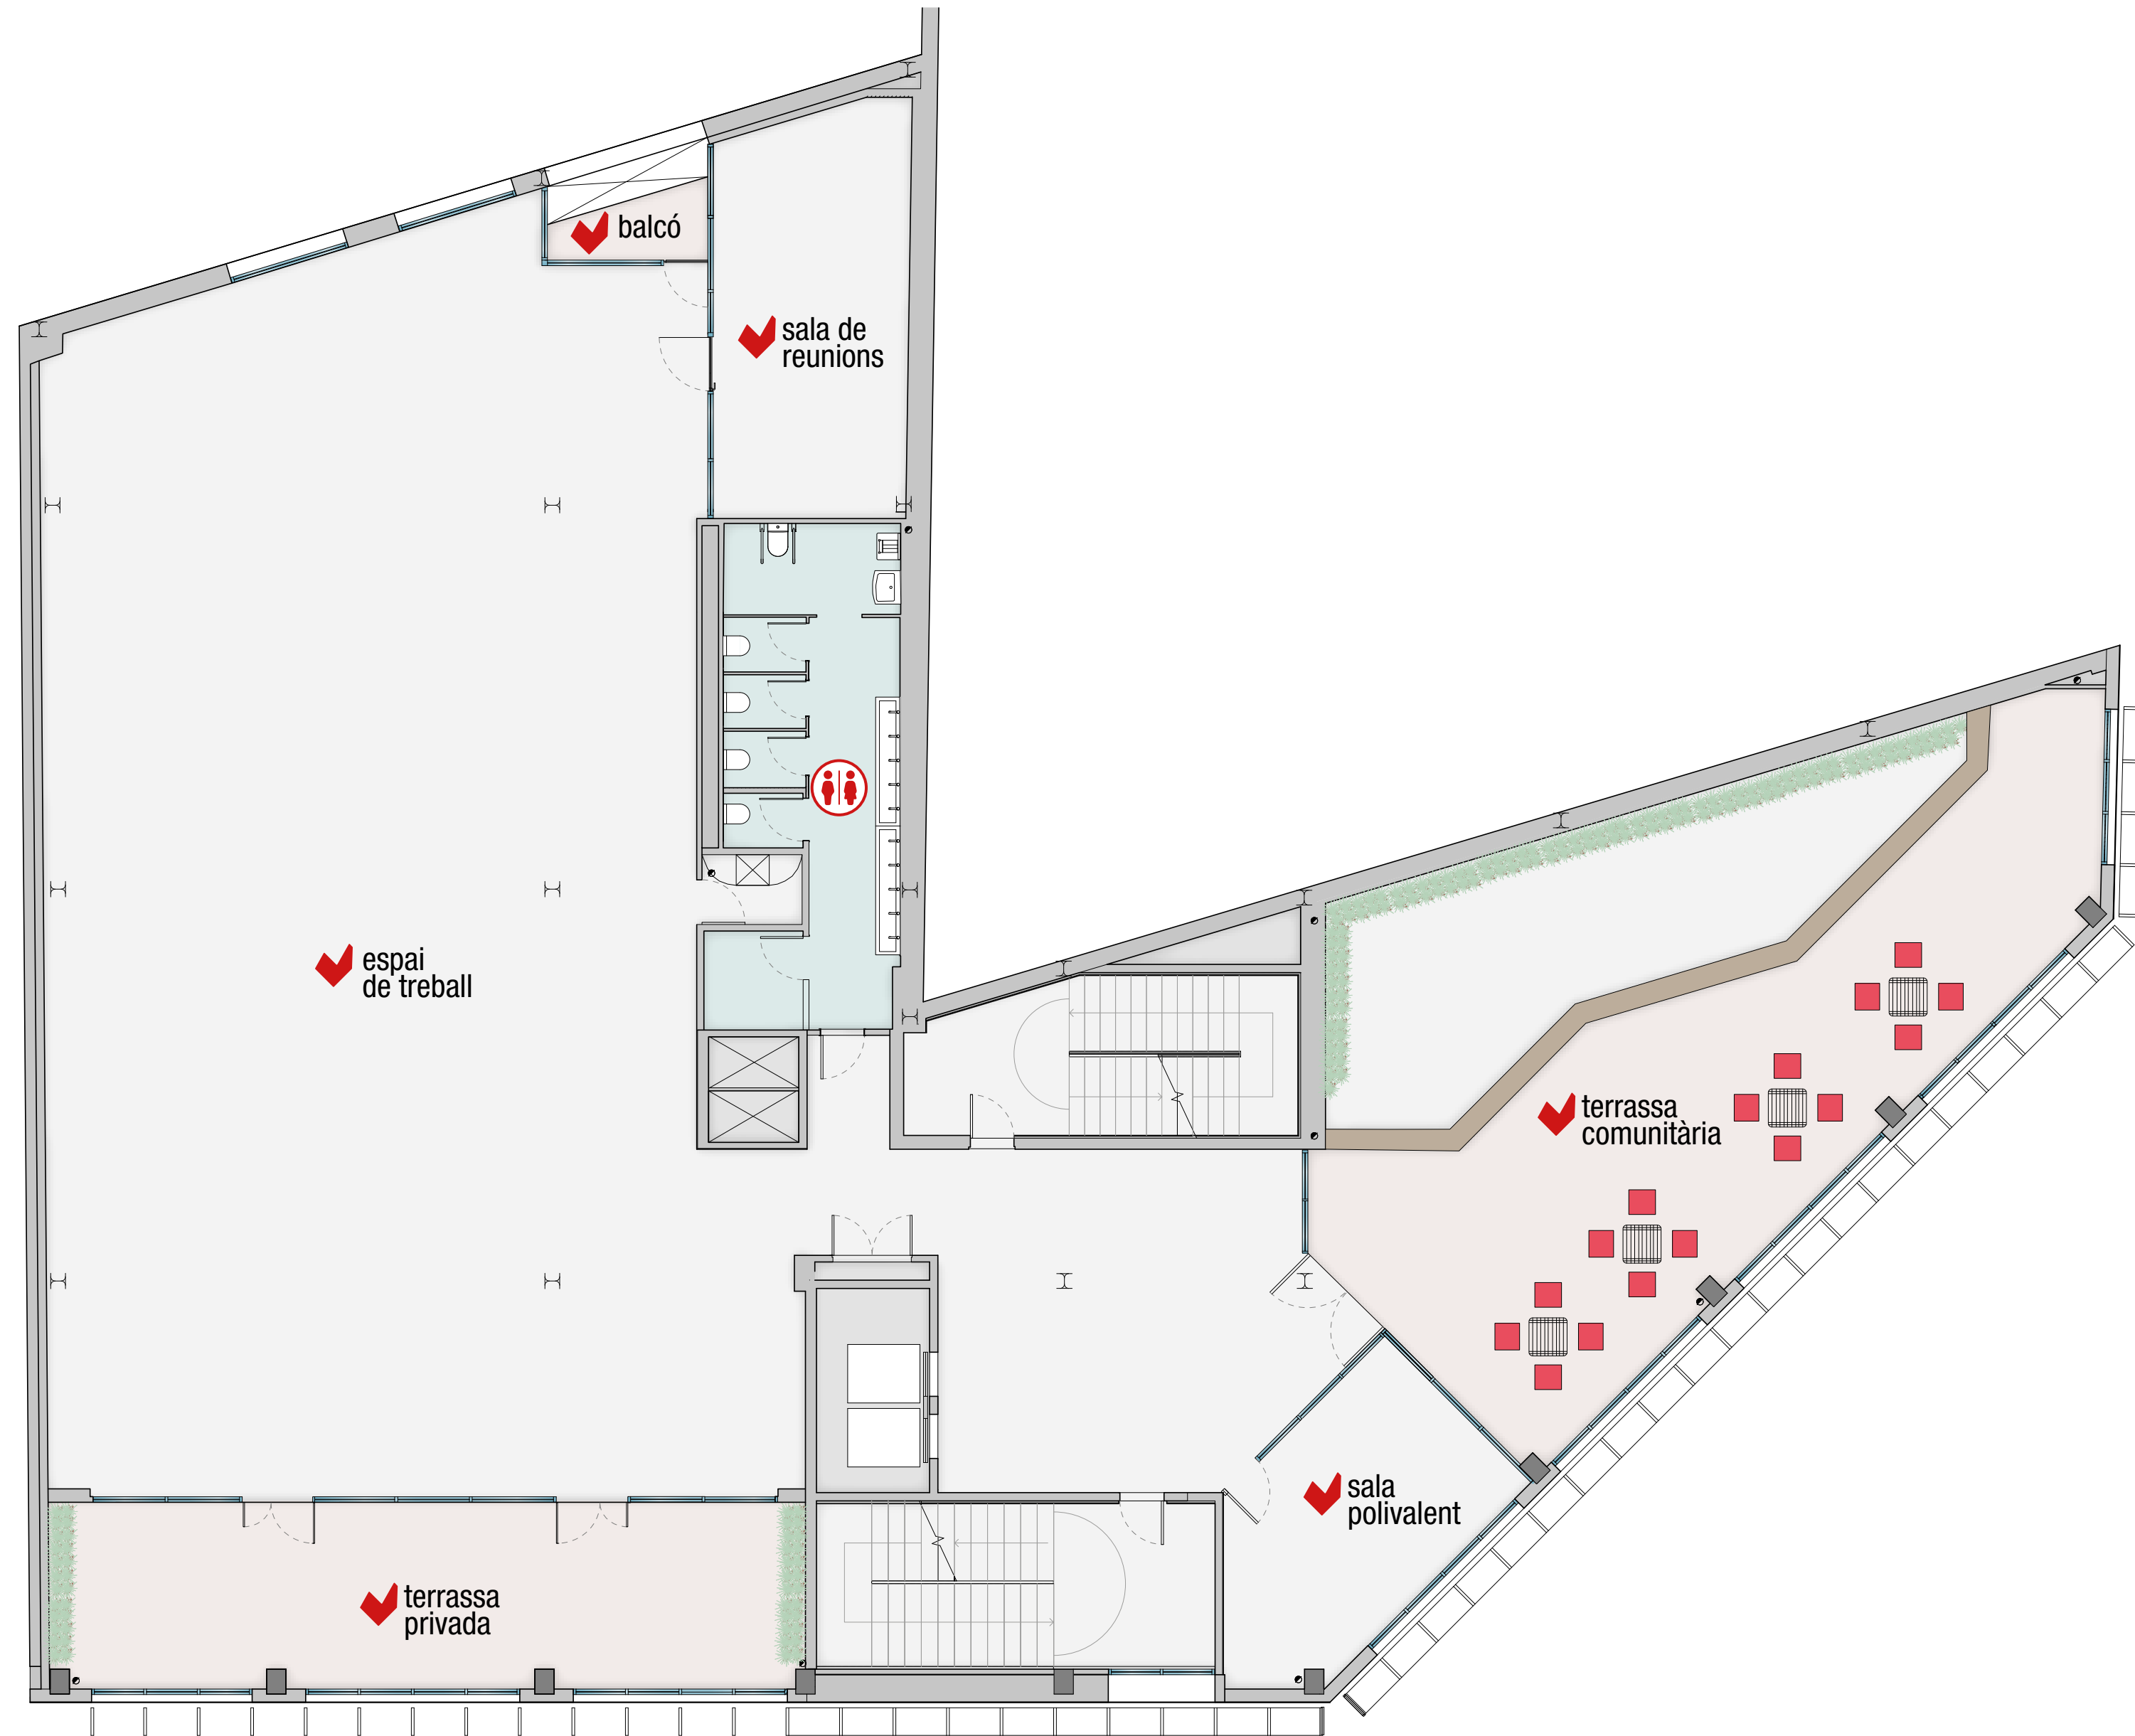 balcó
sala de
reunions
espai
de treball
terrassa
comunitària
sala
polivalent
terrassa
privada